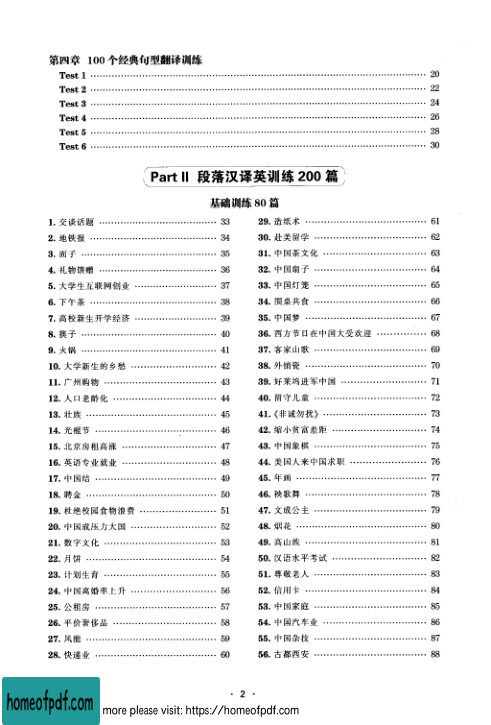 第四章 100个经典句型翻译训练
Test 1 20
Test 2 22
Test 3 24
Test 4 26
Test 5 28
Test 6 30
Part II 段落汉译英训练200篇
基础训练80篇
1. 交谈话题 33
2. 地铁报 34
3. 面子 35
4. 礼物馈赠 36
5. 大学生互联网创业 37
6. 下午茶 38
7. 高校新生开学经济 39
8. 筷子 40
9. 火锅 41
10. 大学新生的乡愁 42
11. 广州购物 43
12. 人口老龄化 44
13. 壮族 45
14. 光棍节 46
15. 北京房租高涨 47
16. 英语专业就业 48
17. 中国结 49
18. 聘金 50
19. 杜绝校园食物浪费 51
20. 中国或压力大国 52
21. 数字文化 53
22. 月饼 54
23. 计划生育 55
24. 中国离婚率上升 56
25. 公租房 57
26. 平价奢侈品 58
27. 风能 59
28. 快递业 60
29. 造纸术 61
30. 赴美留学 62
31. 中国茶文化 63
32. 中国扇子 64
33. 中国灯笼 65
34. 围桌共食 66
35. 中国梦 67
36. 西方节日在中国大受欢迎 68
37. 客家山歌 69
38. 外销瓷 70
39. 好莱坞进军中国 71
40. 留守儿童 72
41.《非诚勿扰》 73
42. 缩小贫富差距 74
43. 中国象棋 75
44. 美国人来中国求职 76
45. 年画 77
46. 秧歌舞 78
47. 文成公主 79
48. 烟花 80
49. 高山族 81
50. 汉语水平考试 82
51. 尊敬老人 83
52. 信用卡 84
53. 中国家庭 85
54. 中国汽车业 86
55. 中国杂技 87
56. 古都西安 88
· 2 ·
homeofpdf.com
more please visit: https://homeofpdf.com